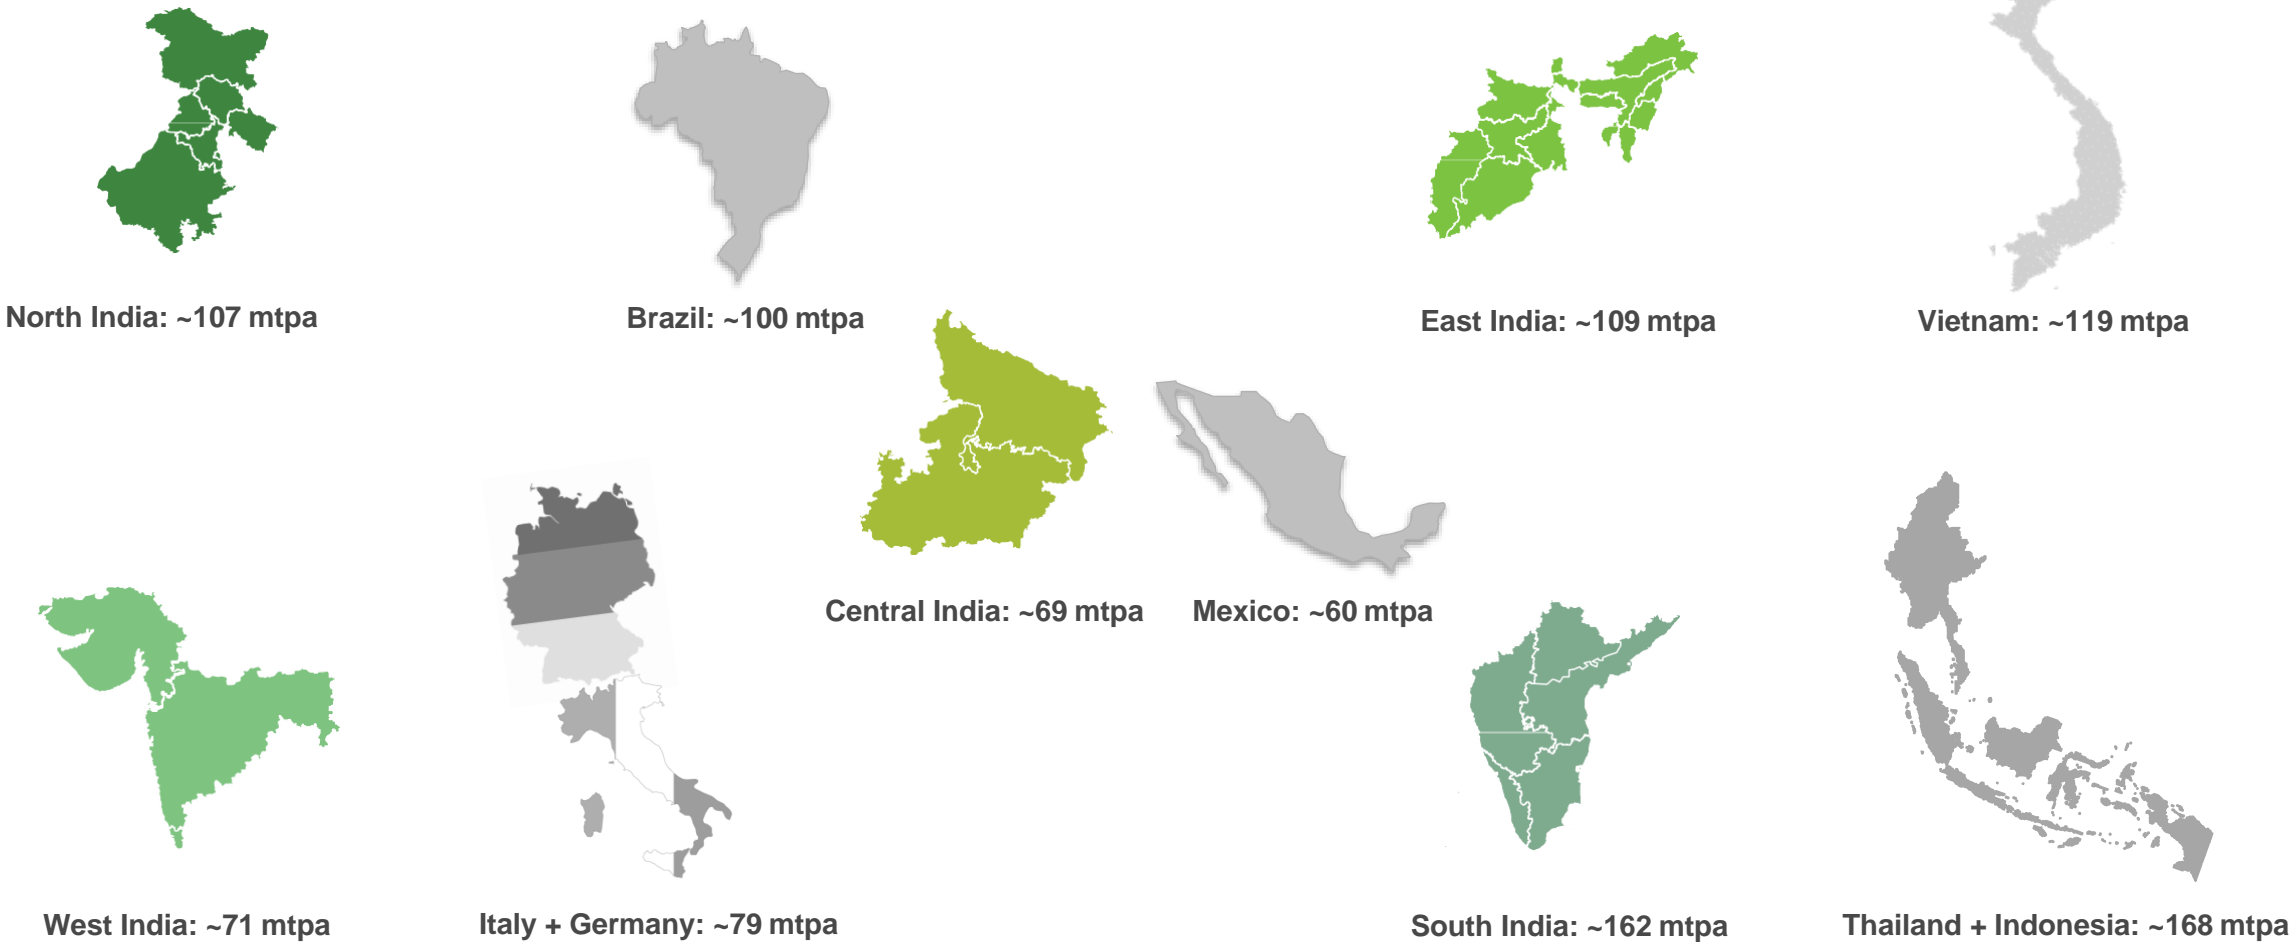 North India: ~107 mtpa
Brazil: ~100 mtpa
East India: ~109 mtpa
Vietnam: ~119 mtpa
Central India: ~69 mtpa
Mexico: ~60 mtpa
West India: ~71 mtpa
Italy + Germany: ~79 mtpa
South India: ~162 mtpa
Thailand + Indonesia: ~168 mtpa